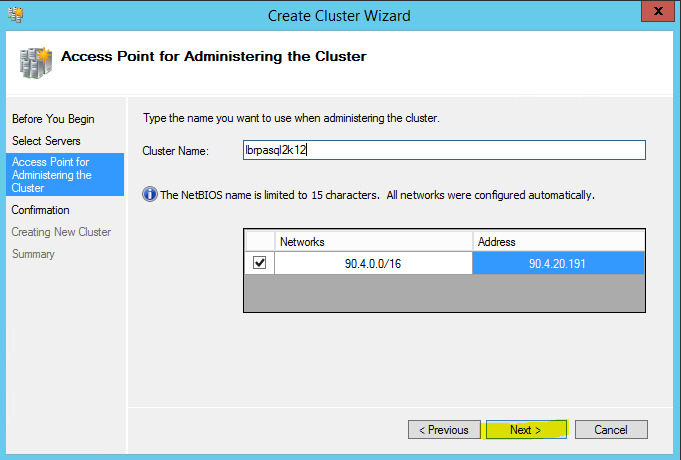 Create Cluster Wizard
X
Access Point for Administering the Cluster
Before You Begin
Select Servers
Access Point for
Administering the
Cluster
Confirmation
Creating New Cluster
Summary
Type the name you want to use when administering the cluster.
Cluster Name:
lbrpasql2k12
The NetBIOS name is limited to 15 characters.  All networks were configured automatically.
Networks Address
90.4.0.0/16 90.4.20.191
< Previous Next > Cancel